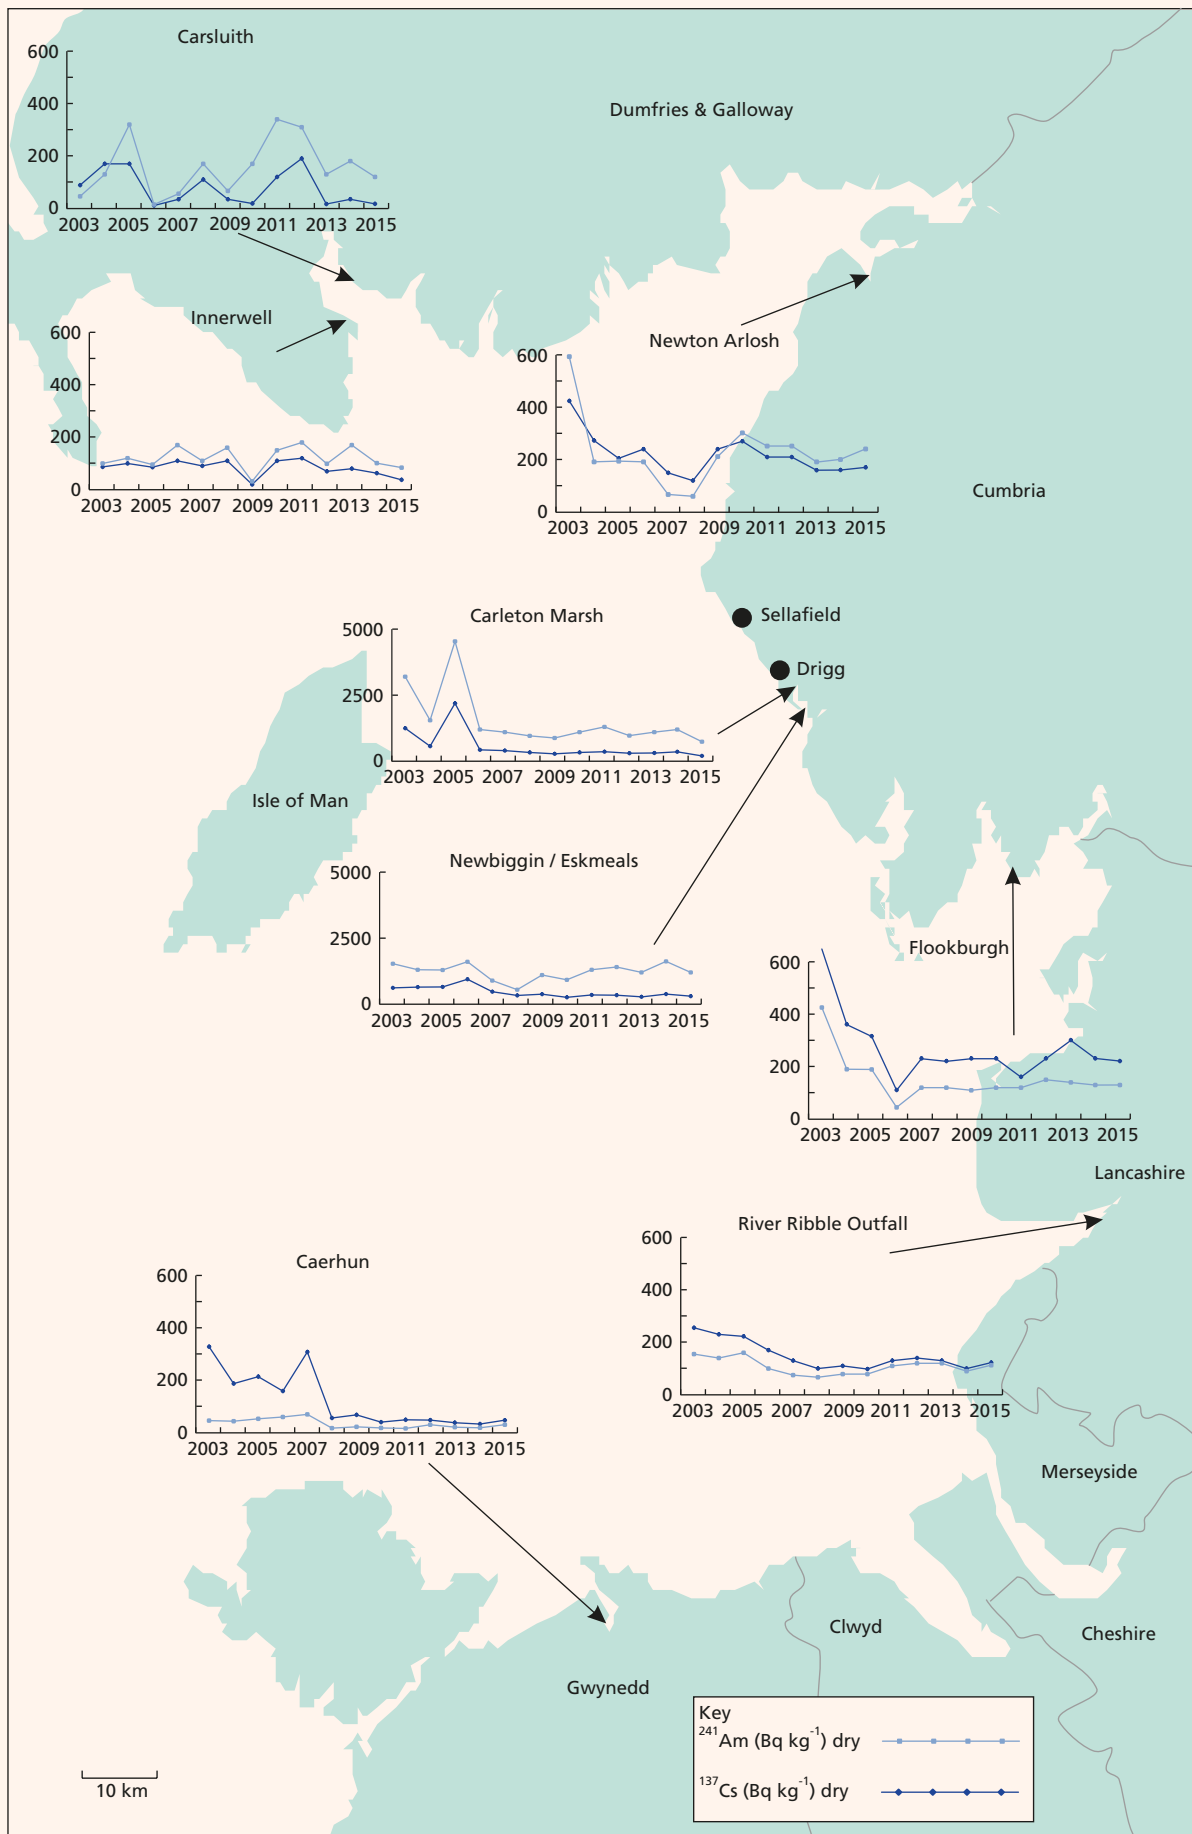 Carsluith
600
400
200
0
2003 2005 2007 2009 2011 2013 2015
Dumfries & Galloway
Innerwell
600
400
200
0
2003 2005 2007 2009 2011 2013 2015
Newton Arlosh
600
400
200
0
2003 2005 2007 2009 2011 2013 2015
Cumbria
Sellafield
Drigg
Carleton Marsh
5000
2500
0
2003 2005 2007 2009 2011 2013 2015
Isle of Man
Newbiggin / Eskmeals
5000
2500
0
2003 2005 2007 2009 2011 2013 2015
Flookburgh
600
400
200
0
2003 2005 2007 2009 2011 2013 2015
Lancashire
River Ribble Outfall
600
400
200
0
2003 2005 2007 2009 2011 2013 2015
Caerhun
600
400
200
0
2003 2005 2007 2009 2011 2013 2015
Merseyside
Clwyd
Cheshire
Gwynedd
Key
²⁴¹Am (Bq kg⁻¹) dry
¹³⁷Cs (Bq kg⁻¹) dry
10 km